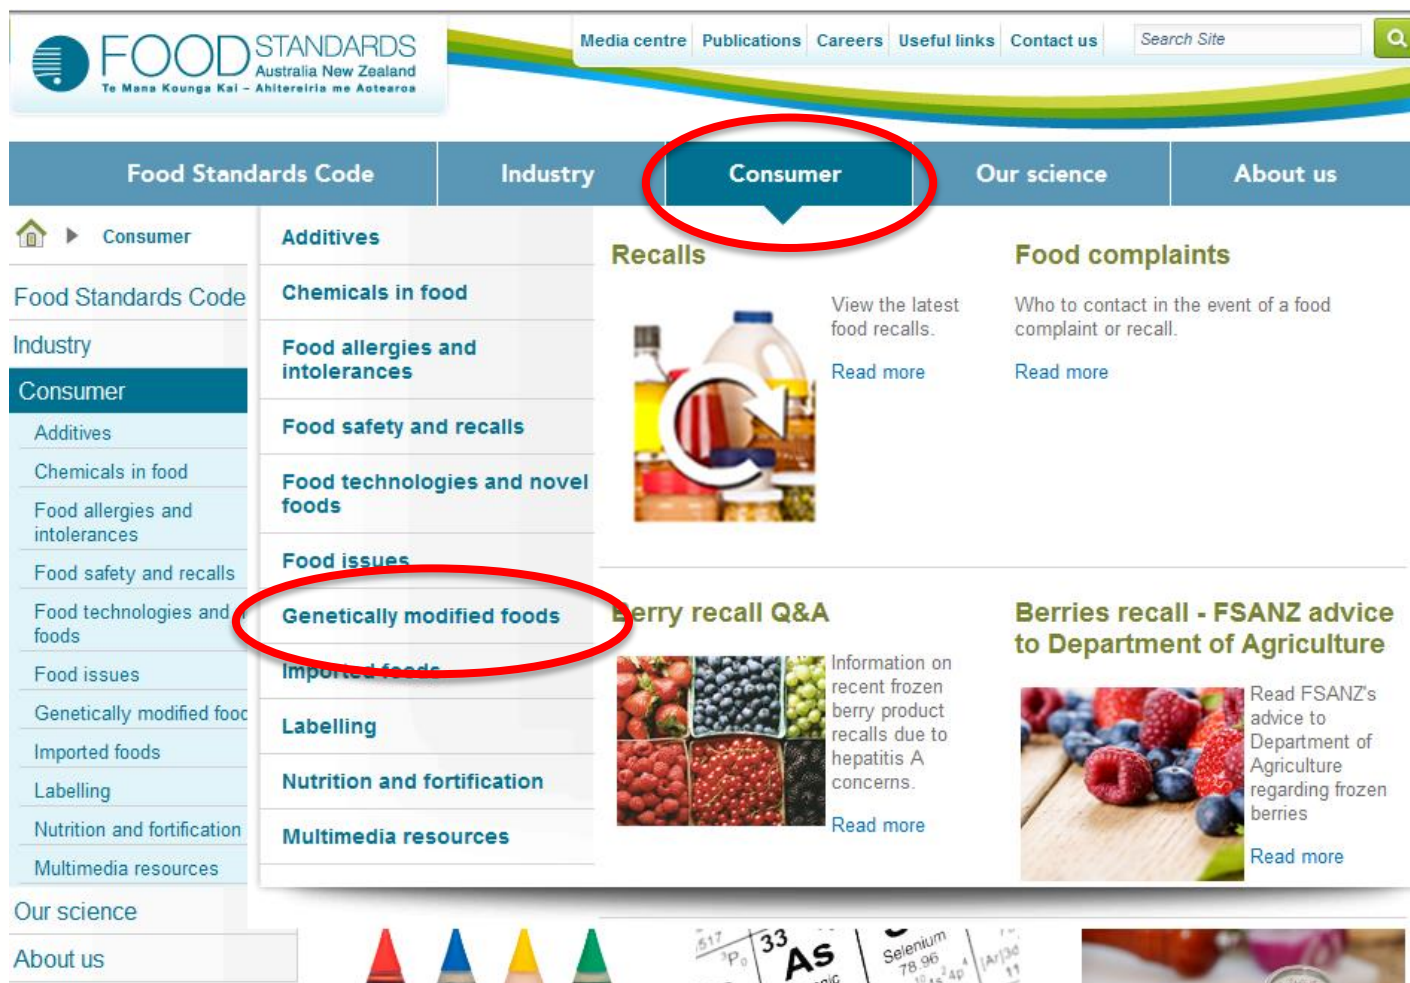 FOOD STANDARDS
Australia New Zealand
Te Mana Kounga Kai – Ahitereiria me Aotearoa
Media centre Publications Careers Useful links Contact us Search Site
Food Standards Code Industry Consumer Our science About us
Consumer
Food Standards Code
Industry
Consumer
Additives
Chemicals in food
Food allergies and
intolerances
Food safety and recalls
Food technologies and
foods
Food issues
Genetically modified
Imported foods
Labelling
Nutrition and fortification
Multimedia resources
Our science
About us
Additives
Chemicals in food
Food allergies and
intolerances
Food safety and recalls
Food technologies and novel
foods
Food issues
Genetically modified foods
Imported foods
Labelling
Nutrition and fortification
Multimedia resources
Recalls
View the latest
food recalls.
Read more
Food complaints
Who to contact in the event of a food
complaint or recall.
Read more
Berry recall Q&A
Information on
recent frozen
berry product
recalls due to
hepatitis A
concerns.
Read more
Berries recall - FSANZ advice
to Department of Agriculture
Read FSANZ's
advice to
Department of
Agriculture
regarding frozen
berries
Read more
33
As
Selenium
78.96